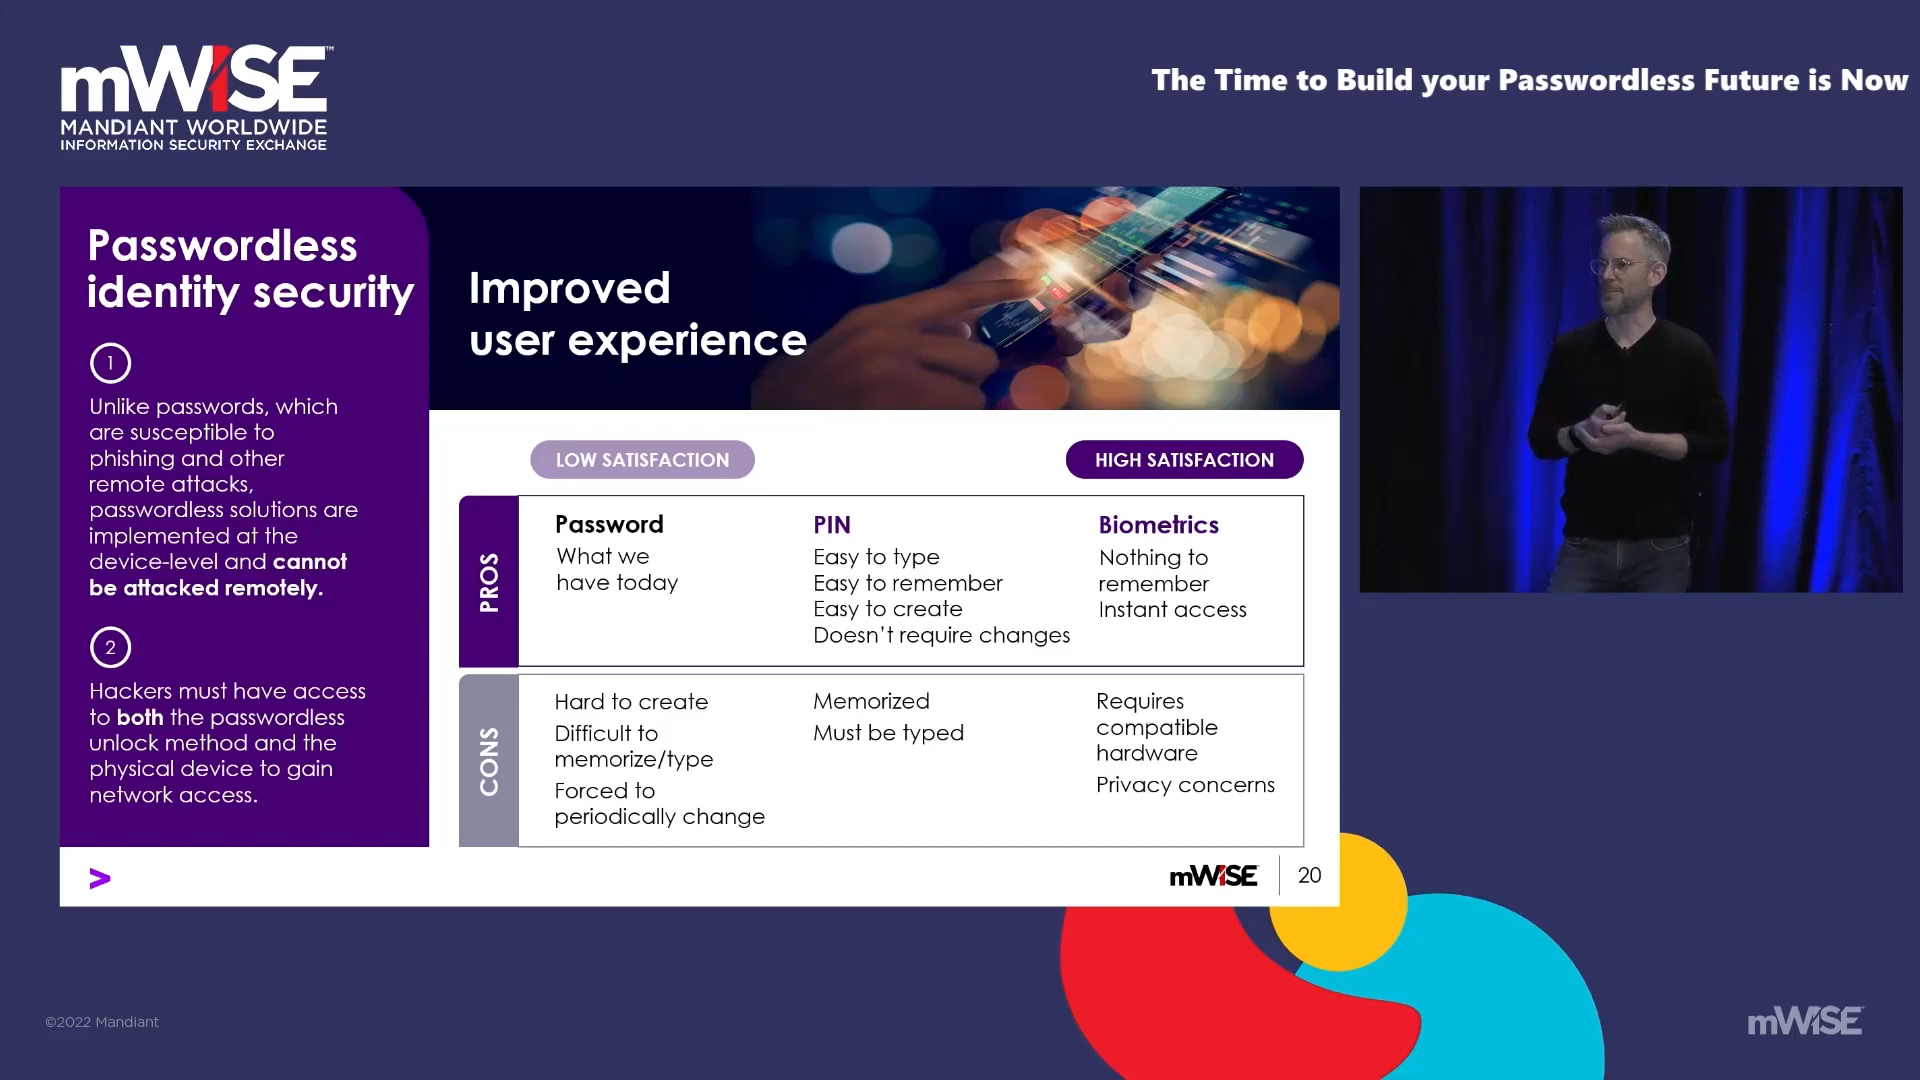 mWISE™
MANDIANT WORLDWIDE
INFORMATION SECURITY EXCHANGE
The Time to Build your Passwordless Future is Now
Passwordless
identity security
1
Unlike passwords, which
are susceptible to
phishing and other
remote attacks,
passwordless solutions are
implemented at the
device-level and cannot
be attacked remotely.
2
Hackers must have access
to both the passwordless
unlock method and the
physical device to gain
network access.
Improved
user experience
LOW SATISFACTION
HIGH SATISFACTION
PROS
Password
What we
have today
PIN
Easy to type
Easy to remember
Easy to create
Doesn't require changes
Biometrics
Nothing to
remember
Instant access
CONS
Hard to create
Difficult to
memorize/type
Forced to
periodically change
Memorized
Must be typed
Requires
compatible
hardware
Privacy concerns
>
mWISE
20
©2022 Mandiant
mWISE